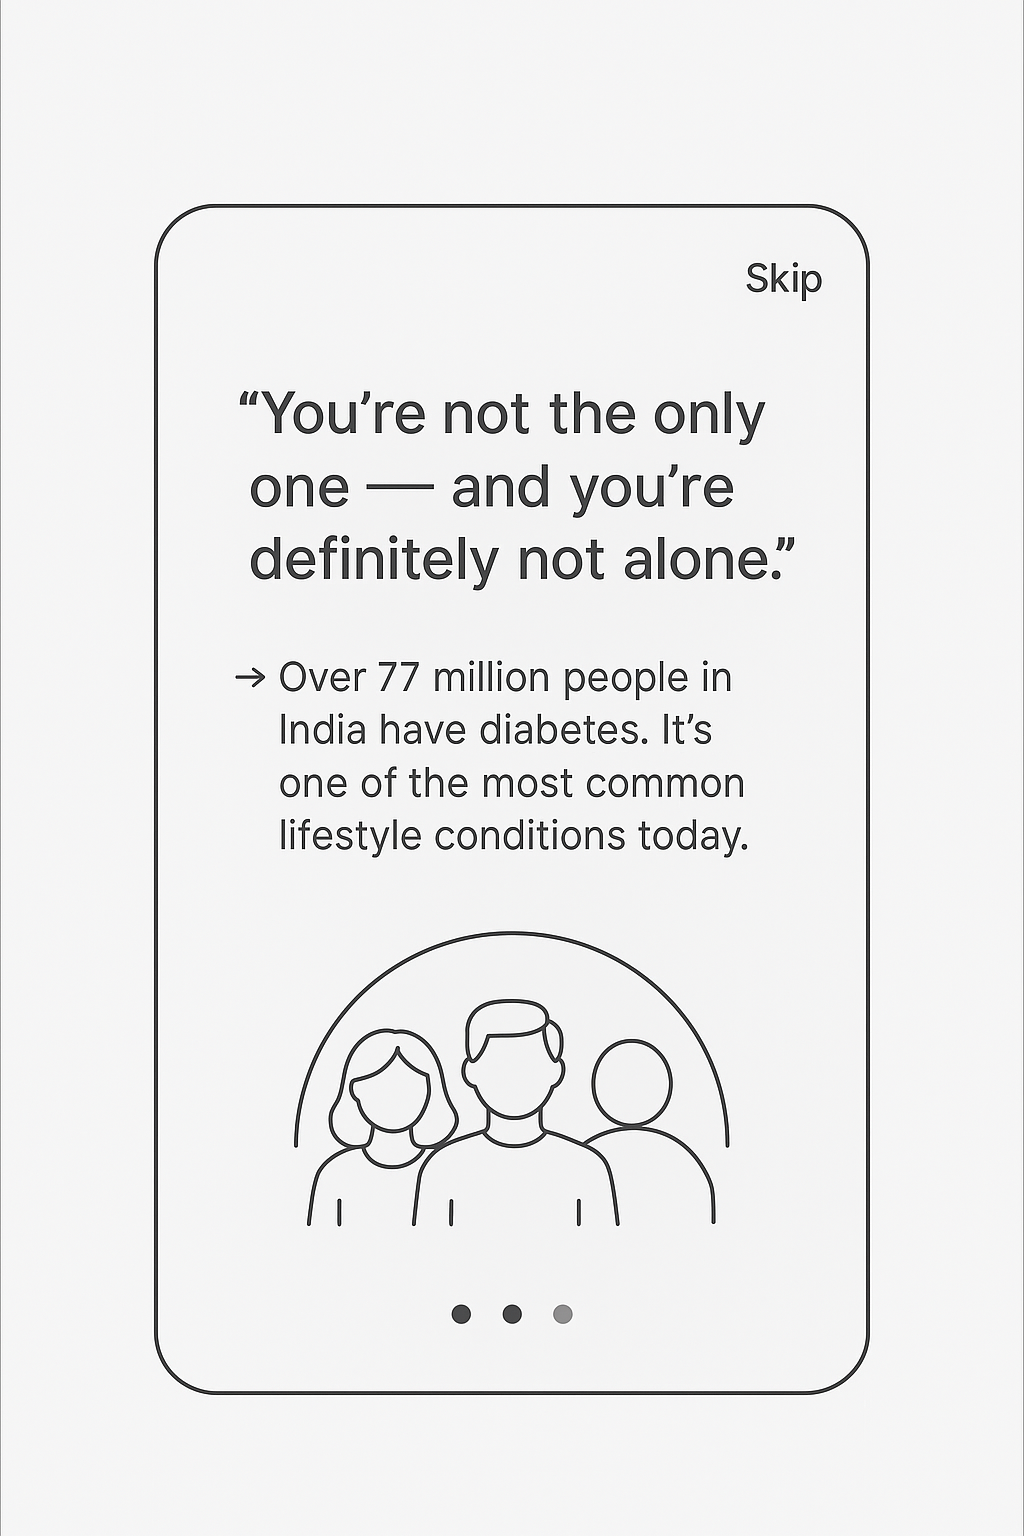 Skip
“You’re not the only
one — and you’re
definitely not alone.”
→ Over 77 million people in
India have diabetes. It’s
one of the most common
lifestyle conditions today.